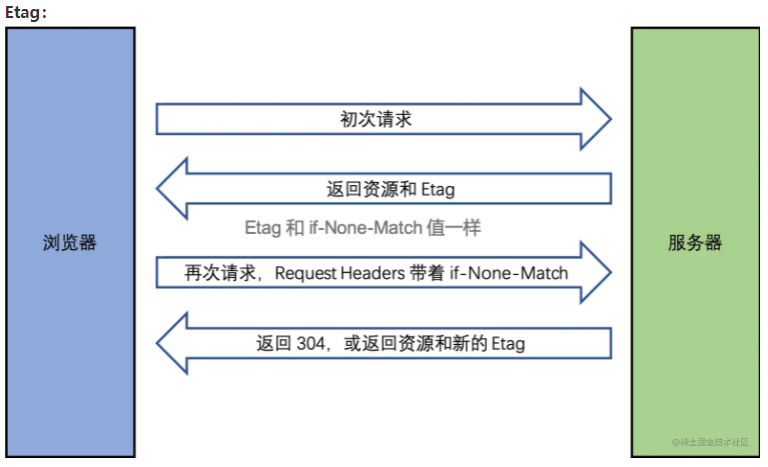 Etag：
初次请求
返回资源和 Etag
Etag 和 if-None-Match 值一样
浏览器
服务器
再次请求，Request Headers 带着 if-None-Match
返回 304，或返回资源和新的 Etag
@稀土掘金技术社区